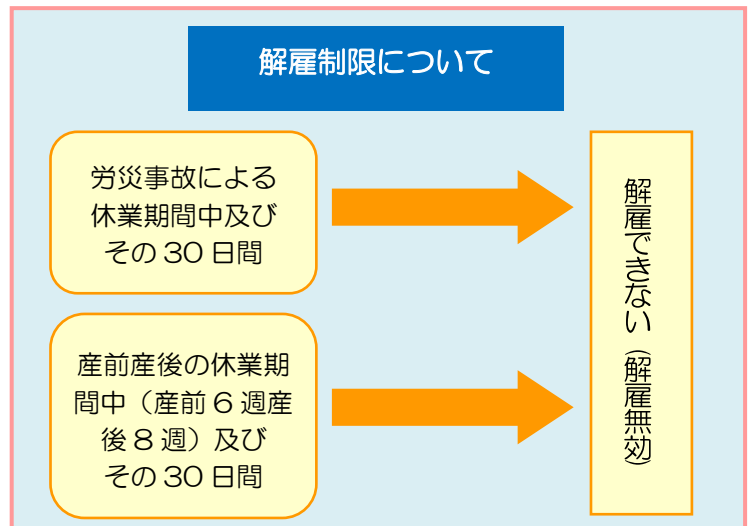 解雇制限について
労災事故による
休業期間中及び
その30日間
産前産後の休業期
間中(産前6週産
後8週)及び
その30日間
解雇できない(解雇無効)